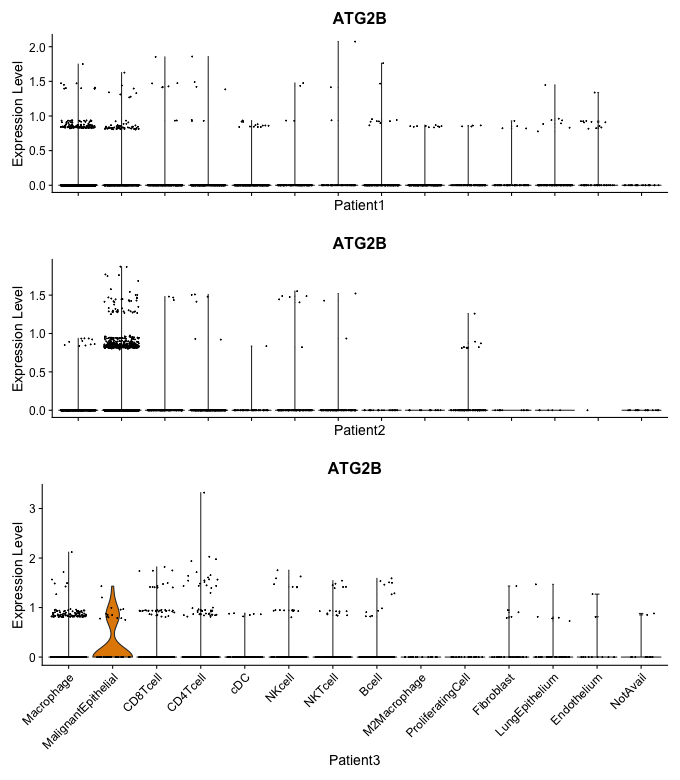 ATG2B
Expression Level
2.0
1.5
1.0
0.5
0.0
Patient1
ATG2B
Expression Level
1.5
1.0
0.5
0.0
Patient2
ATG2B
Expression Level
3
2
1
0
Macrophage
MalignantEpithelial
CD8Tcell
CD4Tcell
cDC
NKcell
NKTcell
Bcell
M2Macrophage
ProliferatingCell
Fibroblast
LungEpithelium
Endothelium
NotAvail
Patient3